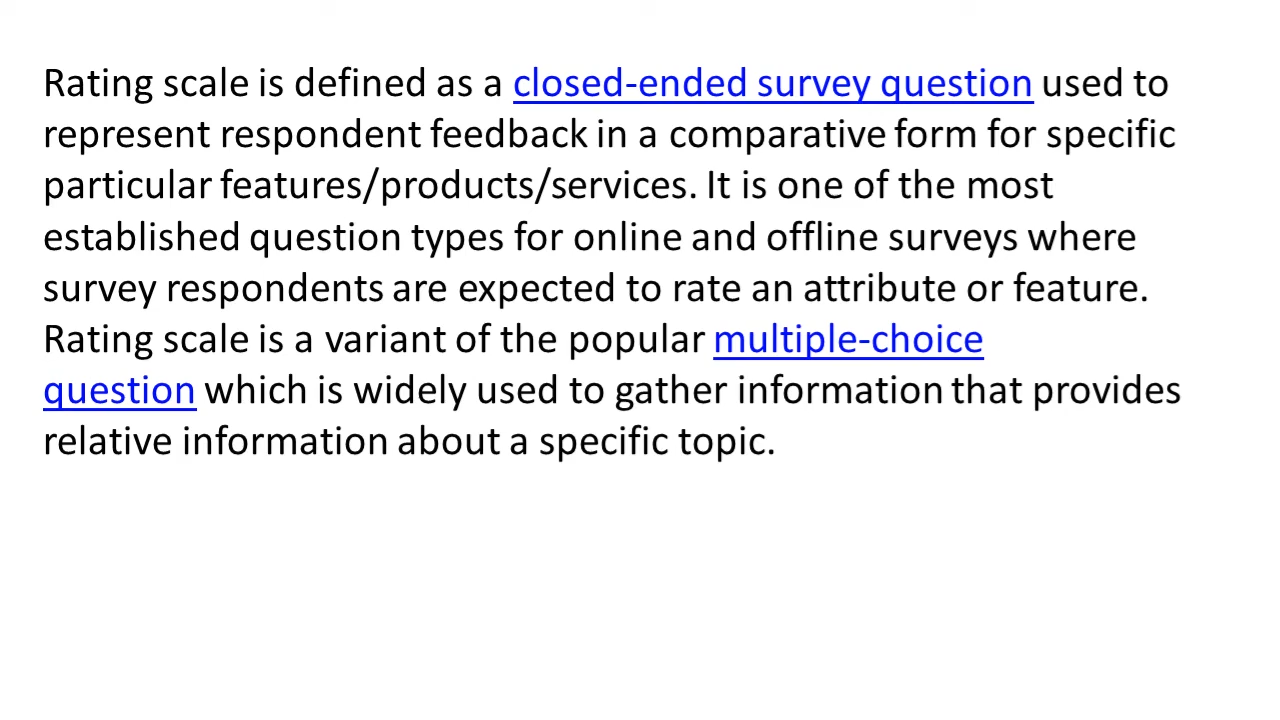 Rating scale is defined as a closed-ended survey question used to
represent respondent feedback in a comparative form for specific
particular features/products/services. It is one of the most
established question types for online and offline surveys where
survey respondents are expected to rate an attribute or feature.
Rating scale is a variant of the popular multiple-choice
question which is widely used to gather information that provides
relative information about a specific topic.